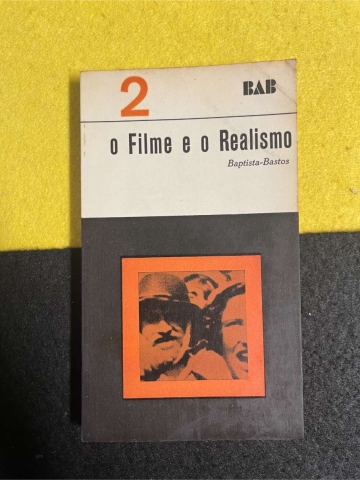 2
BAB
o Filme e o Realismo
Baptista-Bastos